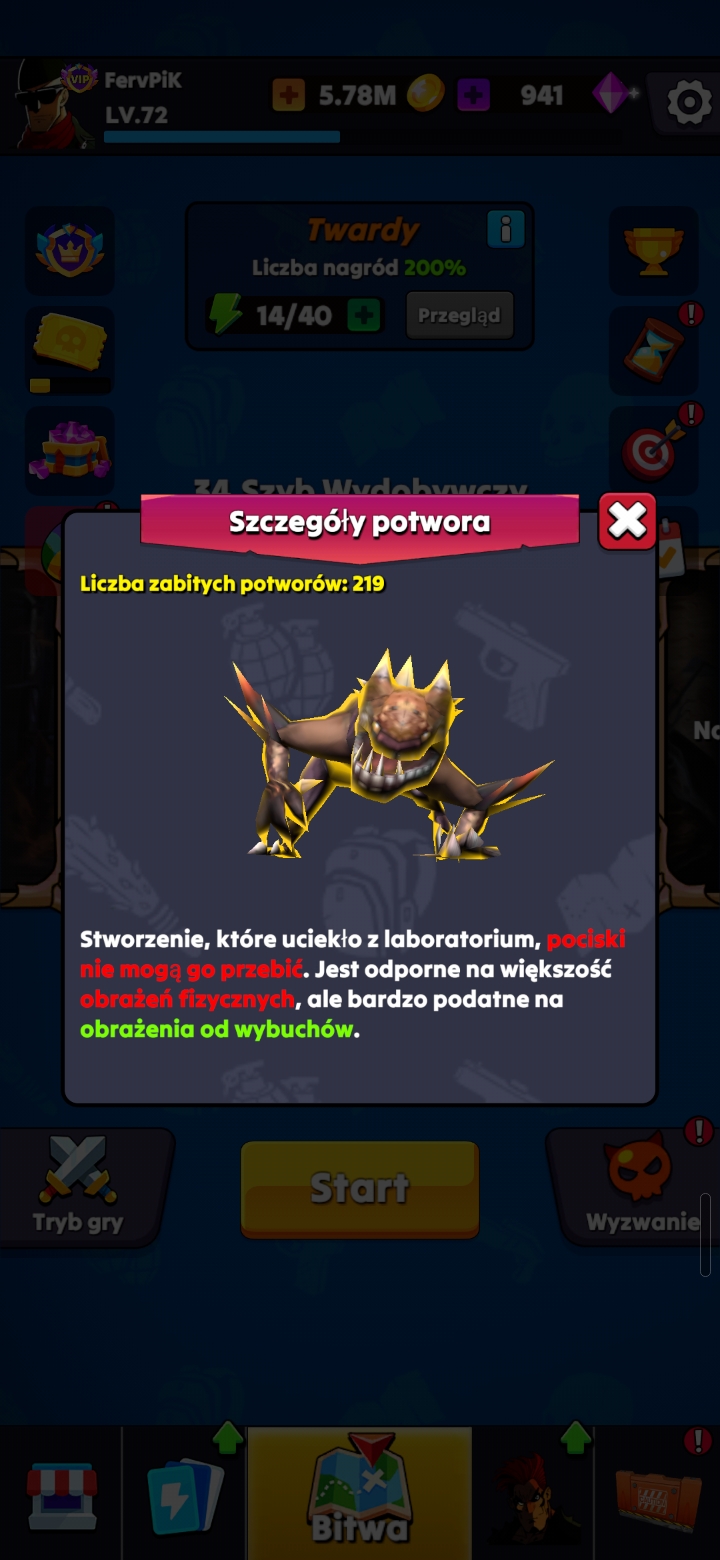 VIP
FervPiK
LV.72
5.78M
941
Twardy
Liczba nagród 200%
14/40
Przegląd
34.Szyb Wydobywczy
Szczegóły potwora
Liczba zabitych potworów: 219
No
Stworzenie, które uciekło z laboratorium, pociski
nie mogą go przebić. Jest odporne na większość
obrażeń fizycznych, ale bardzo podatne na
obrażenia od wybuchów.
Tryb gry
Start
Wyzwanie
Bitwa